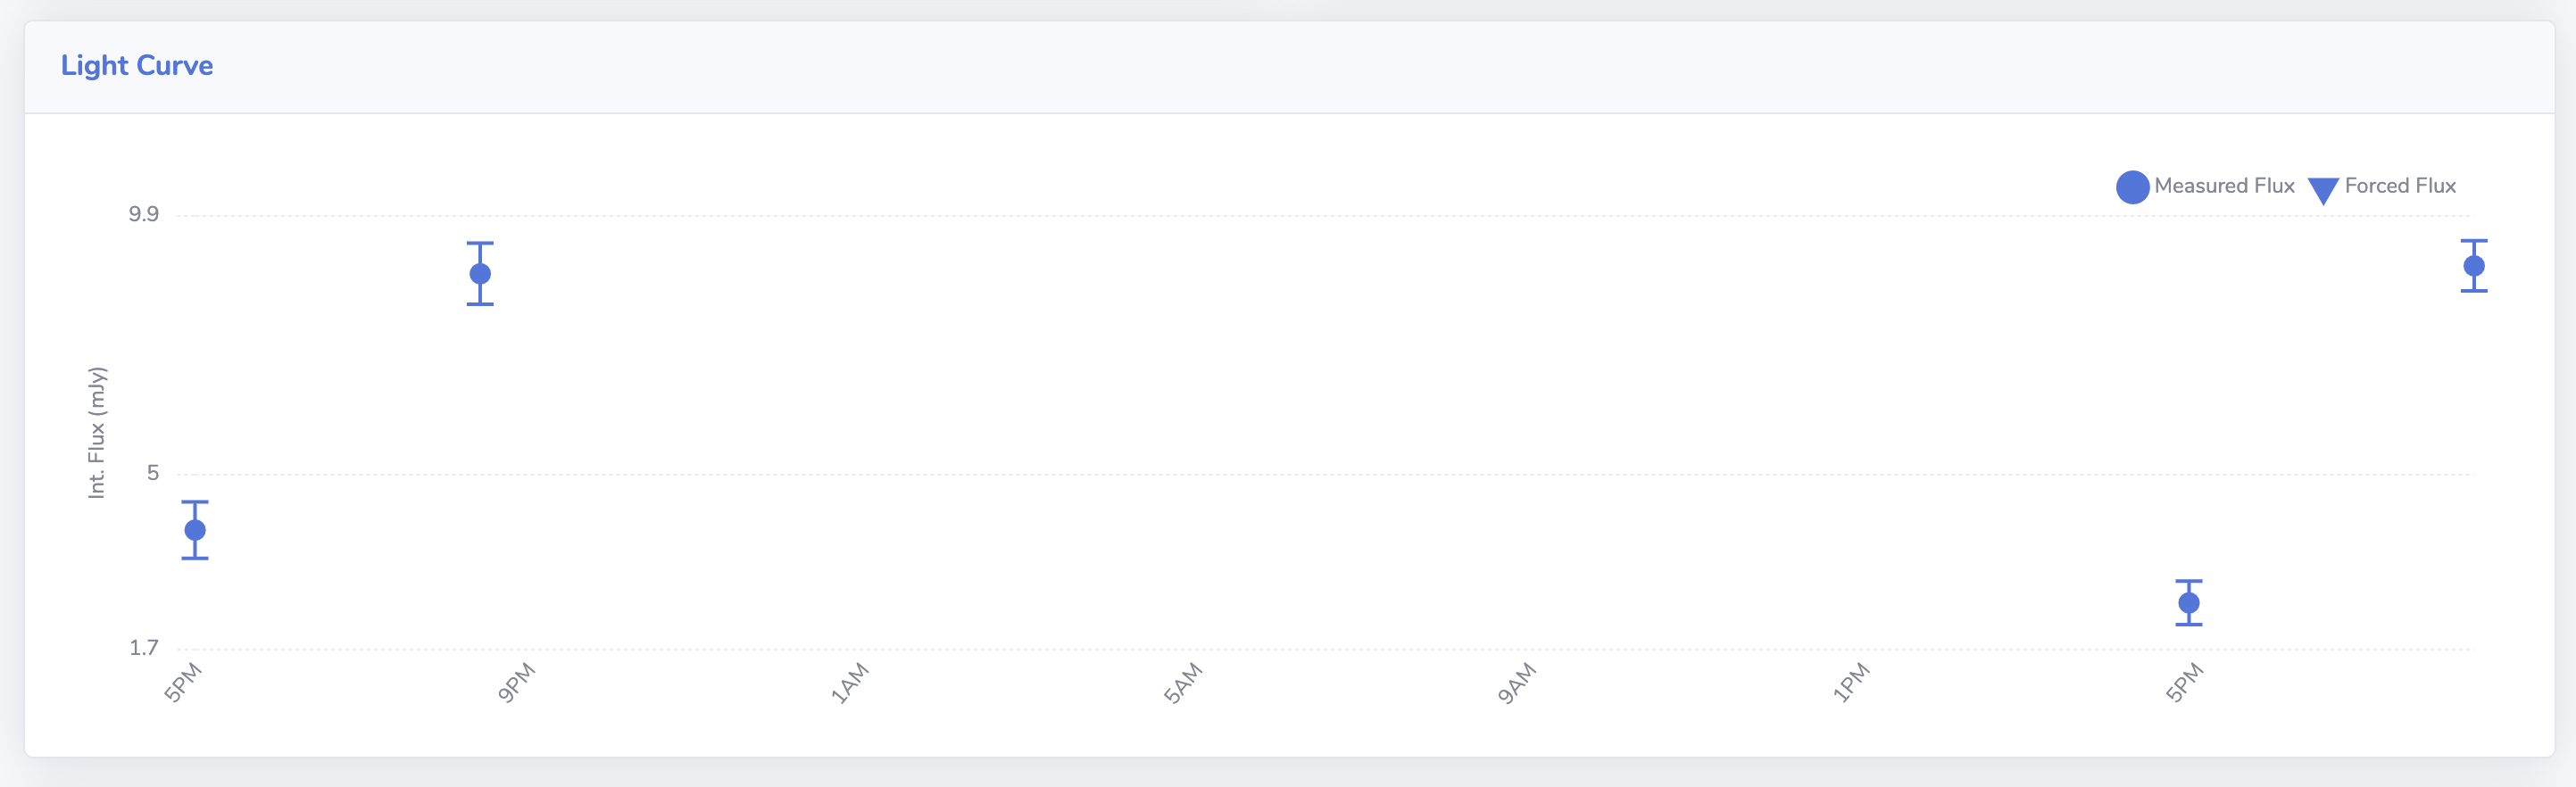 Light Curve
Measured Flux Forced Flux
9.9
5
1.7
Int. Flux (mJy)
5PM 9PM 1AM 5AM 9AM 1PM 5PM